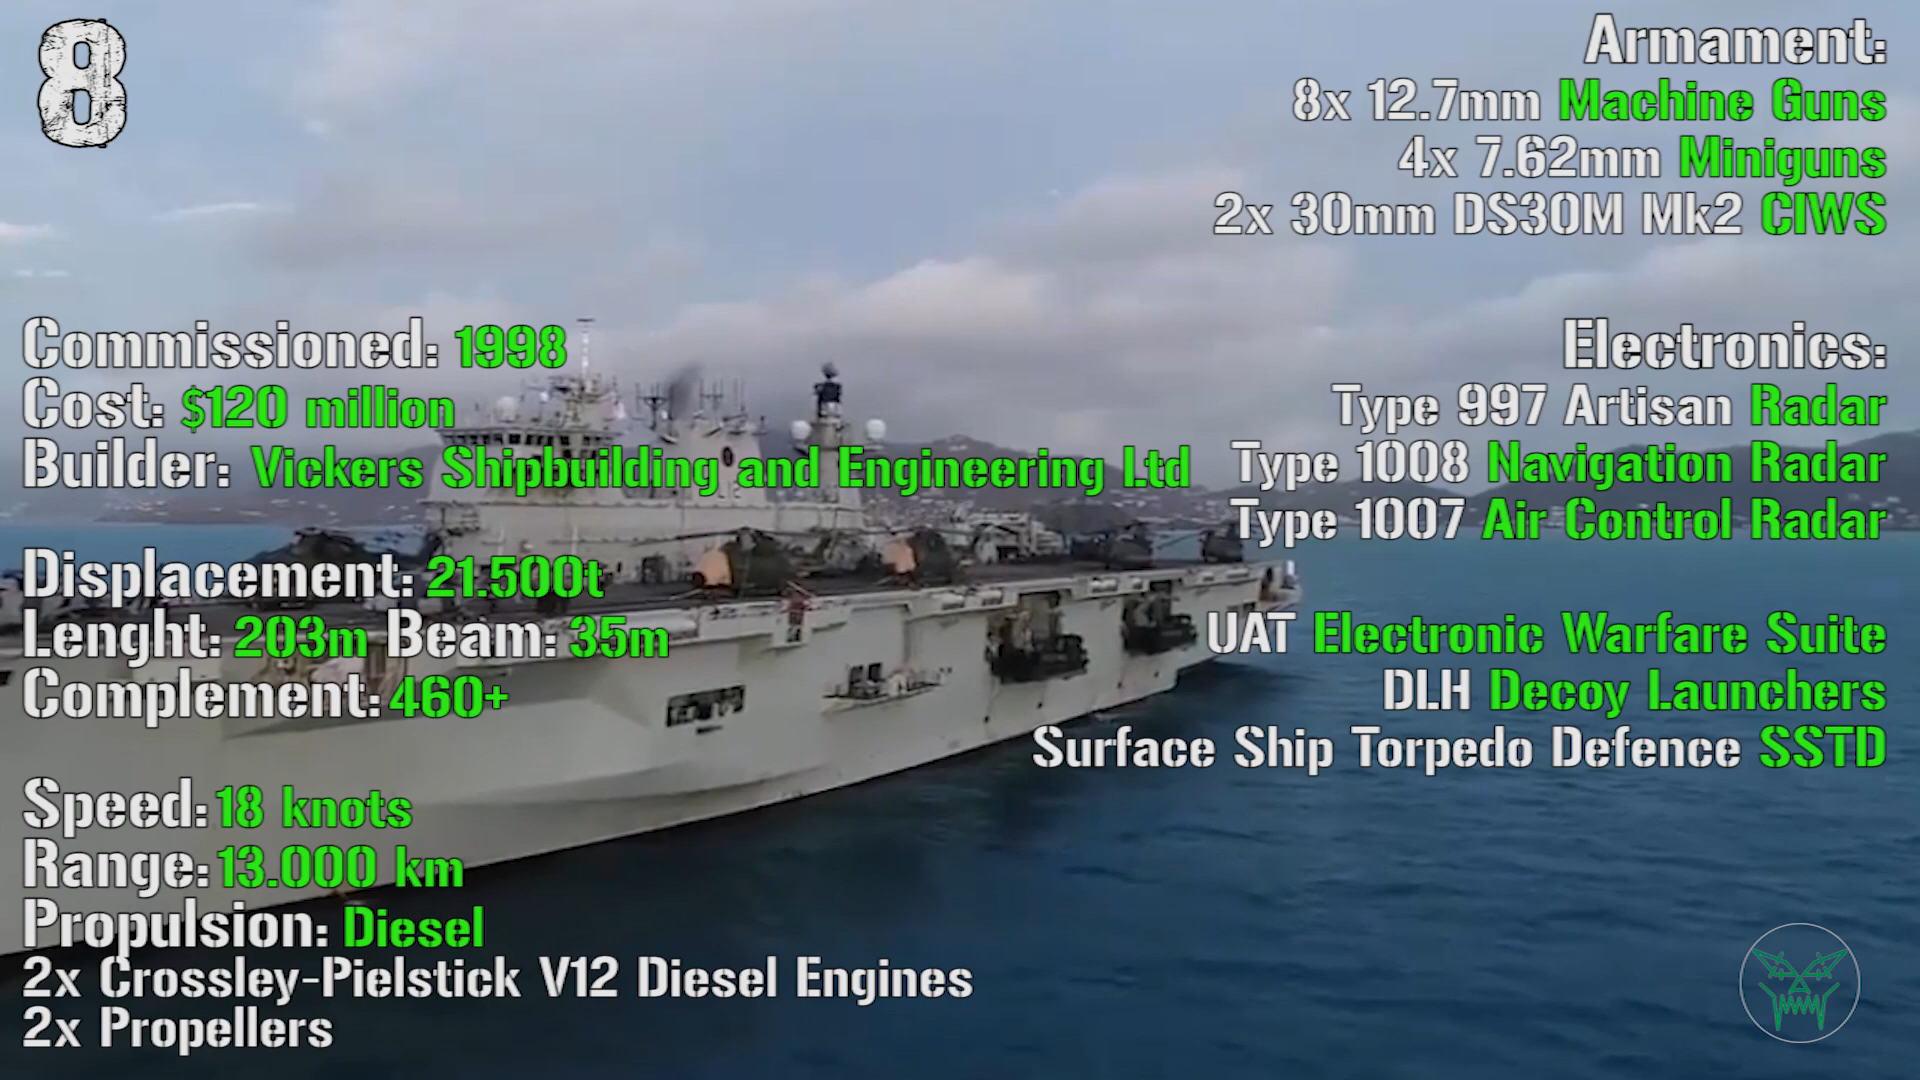 8
Armament:
8x 12.7mm Machine Guns
4x 7.62mm Miniguns
2x 30mm DS30M Mk2 CIWS
Commissioned: 1998
Cost: $120 million
Builder: Vickers Shipbuilding and Engineering Ltd
Displacement: 21.500t
Lenght: 203m Beam: 35m
Complement: 460+
Speed: 18 knots
Range: 13.000 km
Propulsion: Diesel
2x Crossley-Pielstick V12 Diesel Engines
2x Propellers
Electronics:
Type 997 Artisan Radar
Type 1008 Navigation Radar
Type 1007 Air Control Radar
UAT Electronic Warfare Suite
DLH Decoy Launchers
Surface Ship Torpedo Defence SSTD